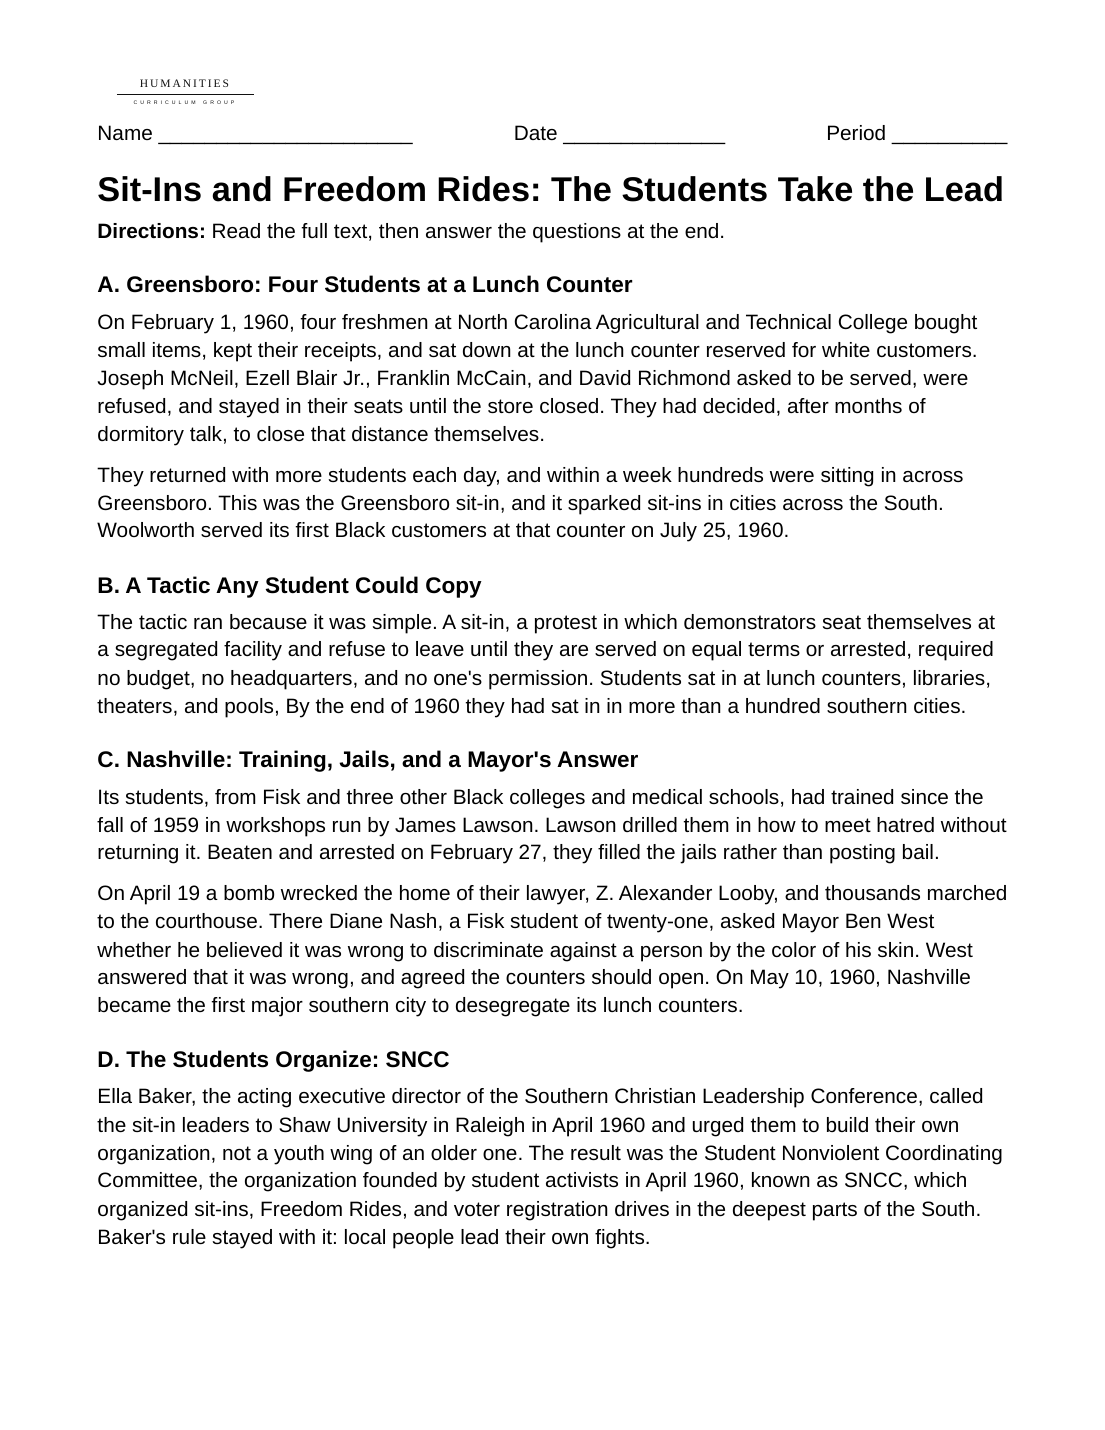 HUMANITIES
CURRICULUM GROUP
Name ______________________ Date ______________ Period __________
Sit-Ins and Freedom Rides: The Students Take the Lead
Directions: Read the full text, then answer the questions at the end.
A. Greensboro: Four Students at a Lunch Counter
On February 1, 1960, four freshmen at North Carolina Agricultural and Technical College bought
small items, kept their receipts, and sat down at the lunch counter reserved for white customers.
Joseph McNeil, Ezell Blair Jr., Franklin McCain, and David Richmond asked to be served, were
refused, and stayed in their seats until the store closed. They had decided, after months of
dormitory talk, to close that distance themselves.
They returned with more students each day, and within a week hundreds were sitting in across
Greensboro. This was the Greensboro sit-in, and it sparked sit-ins in cities across the South.
Woolworth served its first Black customers at that counter on July 25, 1960.
B. A Tactic Any Student Could Copy
The tactic ran because it was simple. A sit-in, a protest in which demonstrators seat themselves at
a segregated facility and refuse to leave until they are served on equal terms or arrested, required
no budget, no headquarters, and no one's permission. Students sat in at lunch counters, libraries,
theaters, and pools, By the end of 1960 they had sat in in more than a hundred southern cities.
C. Nashville: Training, Jails, and a Mayor's Answer
Its students, from Fisk and three other Black colleges and medical schools, had trained since the
fall of 1959 in workshops run by James Lawson. Lawson drilled them in how to meet hatred without
returning it. Beaten and arrested on February 27, they filled the jails rather than posting bail.
On April 19 a bomb wrecked the home of their lawyer, Z. Alexander Looby, and thousands marched
to the courthouse. There Diane Nash, a Fisk student of twenty-one, asked Mayor Ben West
whether he believed it was wrong to discriminate against a person by the color of his skin. West
answered that it was wrong, and agreed the counters should open. On May 10, 1960, Nashville
became the first major southern city to desegregate its lunch counters.
D. The Students Organize: SNCC
Ella Baker, the acting executive director of the Southern Christian Leadership Conference, called
the sit-in leaders to Shaw University in Raleigh in April 1960 and urged them to build their own
organization, not a youth wing of an older one. The result was the Student Nonviolent Coordinating
Committee, the organization founded by student activists in April 1960, known as SNCC, which
organized sit-ins, Freedom Rides, and voter registration drives in the deepest parts of the South.
Baker's rule stayed with it: local people lead their own fights.